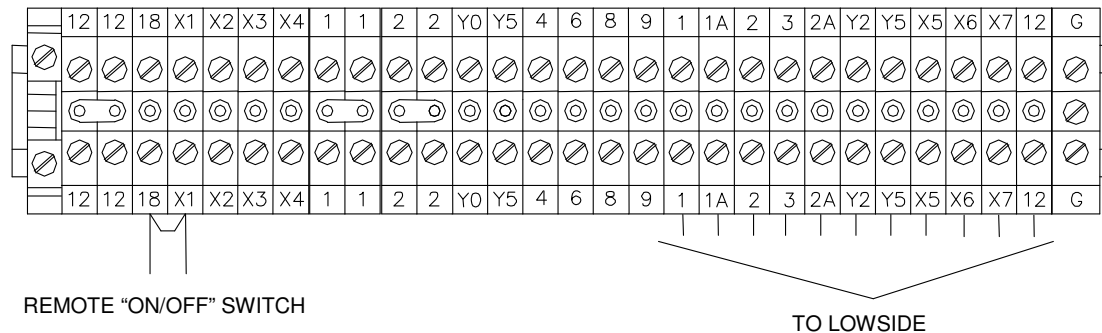 12 12 18 X1 X2 X3 X4 1 1 2 2 Y0 Y5 4 6 8 9 1 1A 2 3 2A Y2 Y5 X5 X6 X7 12 G
12 12 18 X1 X2 X3 X4 1 1 2 2 Y0 Y5 4 6 8 9 1 1A 2 3 2A Y2 Y5 X5 X6 X7 12 G
REMOTE “ON/OFF” SWITCH
TO LOWSIDE